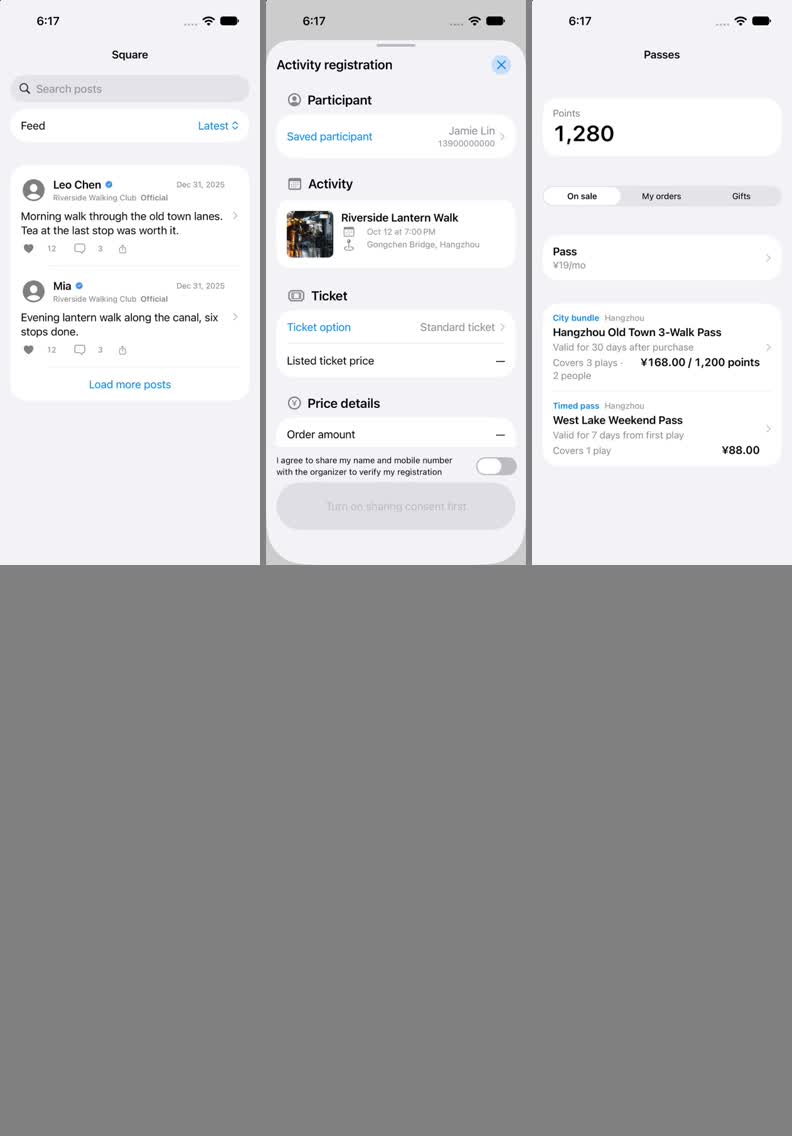 6:17
Square
Search posts
Feed
Latest
Leo Chen
Dec 31, 2025
Riverside Walking Club Official
Morning walk through the old town lanes.
Tea at the last stop was worth it.
12
3
Mia
Dec 31, 2025
Riverside Walking Club Official
Evening lantern walk along the canal, six
stops done.
12
3
Load more posts
6:17
Activity registration
Participant
Saved participant
Jamie Lin
13900000000
Activity
Riverside Lantern Walk
Oct 12 at 7:00 PM
Gongchen Bridge, Hangzhou
Ticket
Ticket option
Standard ticket
Listed ticket price
—
Price details
Order amount
—
I agree to share my name and mobile number
with the organizer to verify my registration
Turn on sharing consent first.
6:17
Passes
Points
1,280
On sale
My orders
Gifts
Pass
¥19/mo
City bundle Hangzhou
Hangzhou Old Town 3-Walk Pass
Valid for 30 days after purchase
Covers 3 plays ·
2 people
¥168.00 / 1,200 points
Timed pass Hangzhou
West Lake Weekend Pass
Valid for 7 days from first play
Covers 1 play
¥88.00